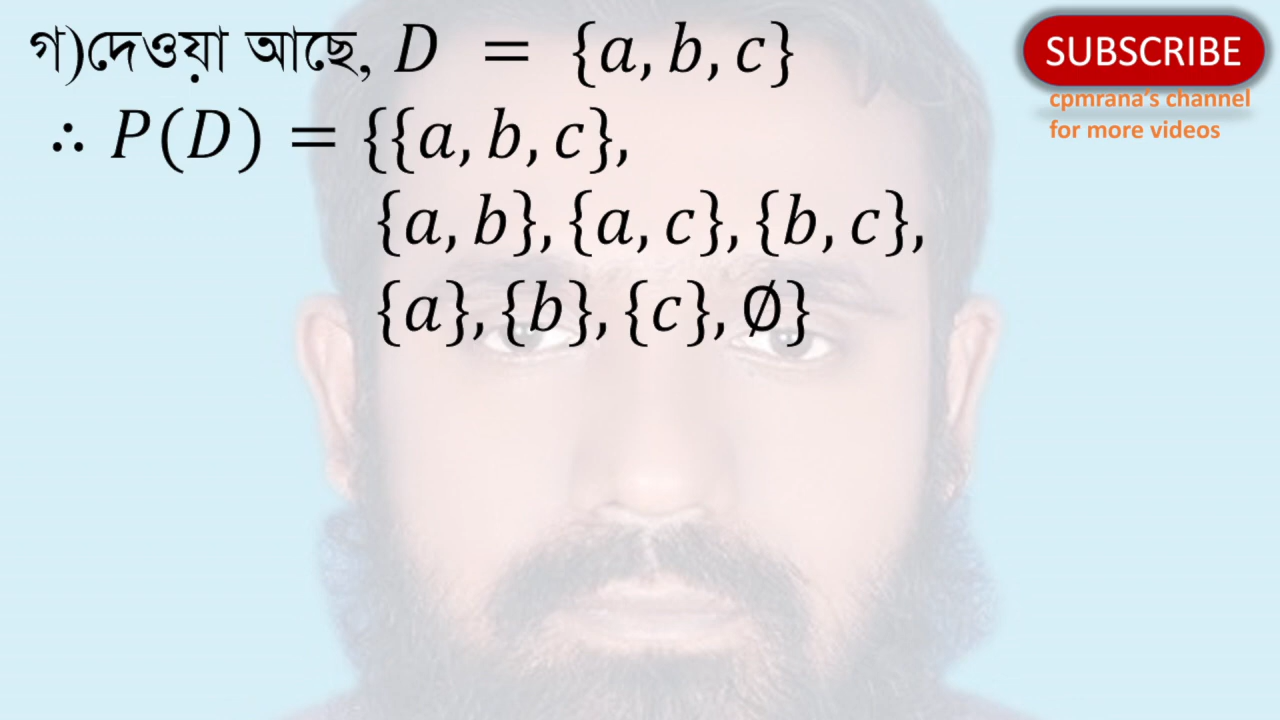 গ)দেওয়া আছে, D = {a, b, c}
∴ P(D) = {{a, b, c},
{a, b}, {a, c}, {b, c},
{a}, {b}, {c}, ∅}
SUBSCRIBE
cpmrana's channel
for more videos